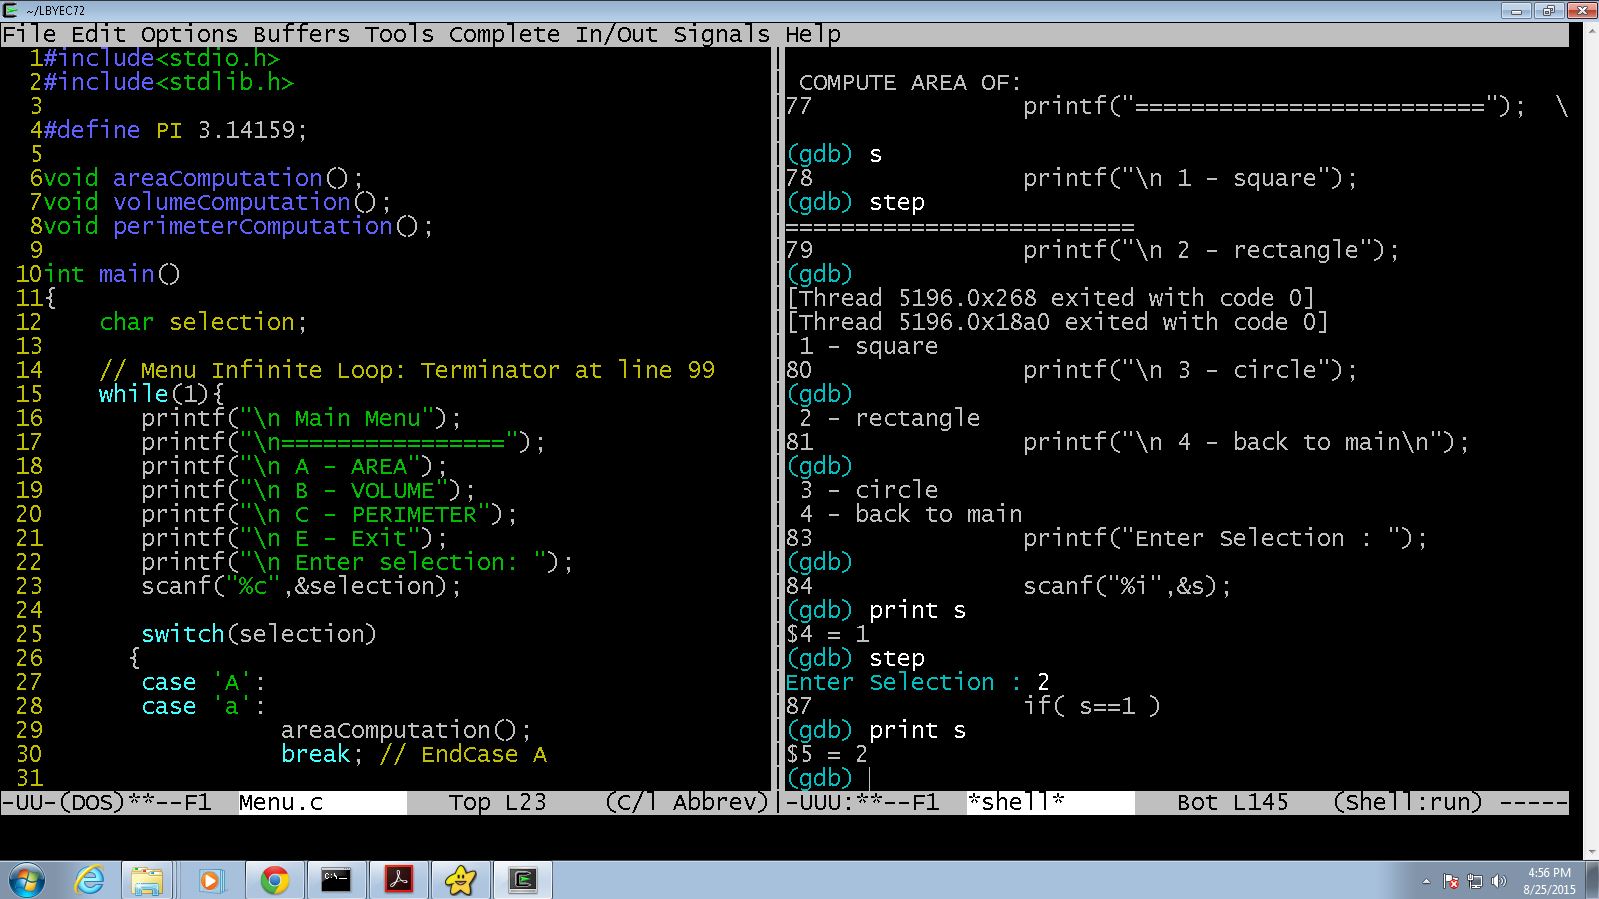 ~/LBYEC72
File Edit Options Buffers Tools Complete In/Out Signals Help
1#include<stdio.h>
2#include<stdlib.h>
3
4#define PI 3.14159;
5
6void areaComputation();
7void volumeComputation();
8void perimeterComputation();
9
10int main()
11{
12    char selection;
13
14    // Menu Infinite Loop: Terminator at line 99
15    while(1){
16       printf("\n Main Menu");
17       printf("\n================");
18       printf("\n A - AREA");
19       printf("\n B - VOLUME");
20       printf("\n C - PERIMETER");
21       printf("\n E - Exit");
22       printf("\n Enter selection: ");
23       scanf("%c",&selection);
24
25       switch(selection)
26      {
27       case 'A':
28       case 'a':
29                 areaComputation();
30                 break; // EndCase A
31
-UU-(DOS)**--F1  Menu.c         Top L23    (C/l Abbrev)
COMPUTE AREA OF:
77               printf("=========================");  \
(gdb) s
78               printf("\n 1 - square");
(gdb) step
=========================
79               printf("\n 2 - rectangle");
(gdb)
[Thread 5196.0x268 exited with code 0]
[Thread 5196.0x18a0 exited with code 0]
1 - square
80               printf("\n 3 - circle");
(gdb)
2 - rectangle
81               printf("\n 4 - back to main\n");
(gdb)
3 - circle
4 - back to main
83               printf("Enter Selection : ");
(gdb)
84               scanf("%i",&s);
(gdb) print s
$4 = 1
(gdb) step
Enter Selection : 2
87               if( s==1 )
(gdb) print s
$5 = 2
(gdb)
-UUU:**--F1  *shell*        Bot L145   (Shell:run) -----
4:56 PM
8/25/2015